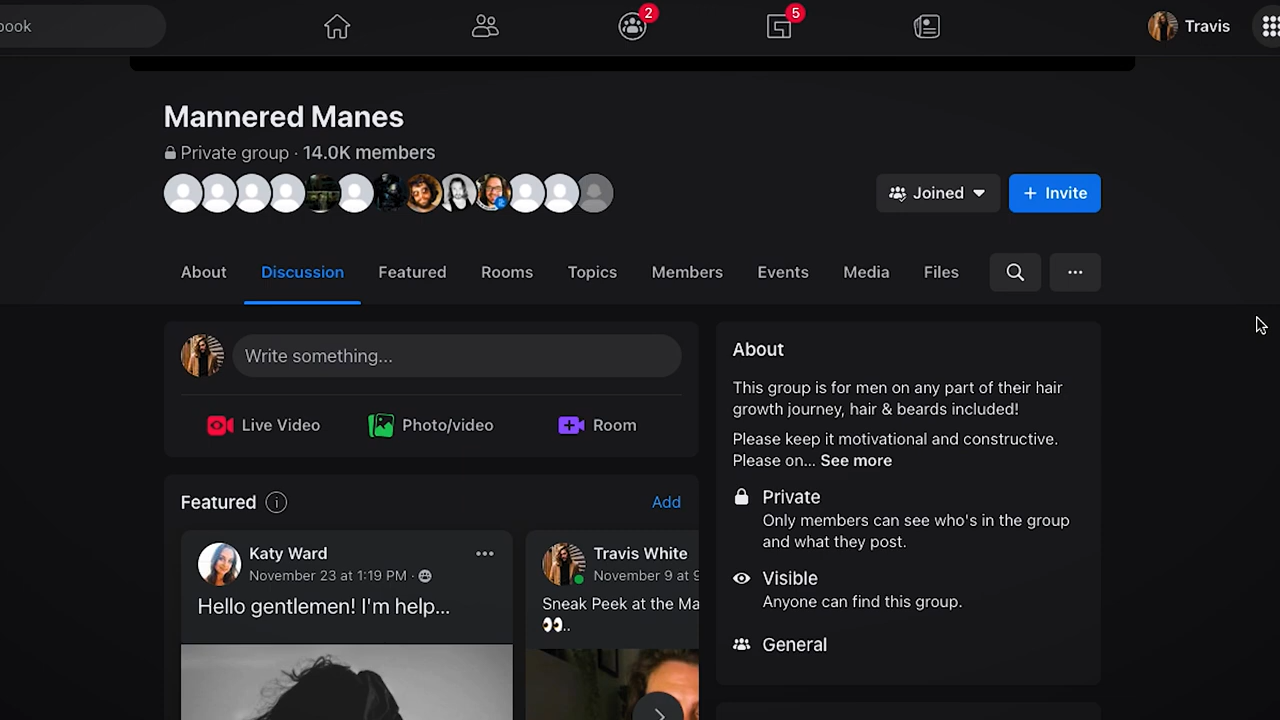 book
2
5
Travis
Mannered Manes
Private group · 14.0K members
Joined
+ Invite
About
Discussion
Featured
Rooms
Topics
Members
Events
Media
Files
Write something...
Live Video
Photo/video
Room
About
This group is for men on any part of their hair
growth journey, hair & beards included!
Please keep it motivational and constructive.
Please on... See more
Private
Only members can see who's in the group
and what they post.
Visible
Anyone can find this group.
General
Featured
Add
Katy Ward
November 23 at 1:19 PM ·
Hello gentlemen! I'm help...
Travis White
November 9 at 9
Sneak Peek at the Ma
👀..